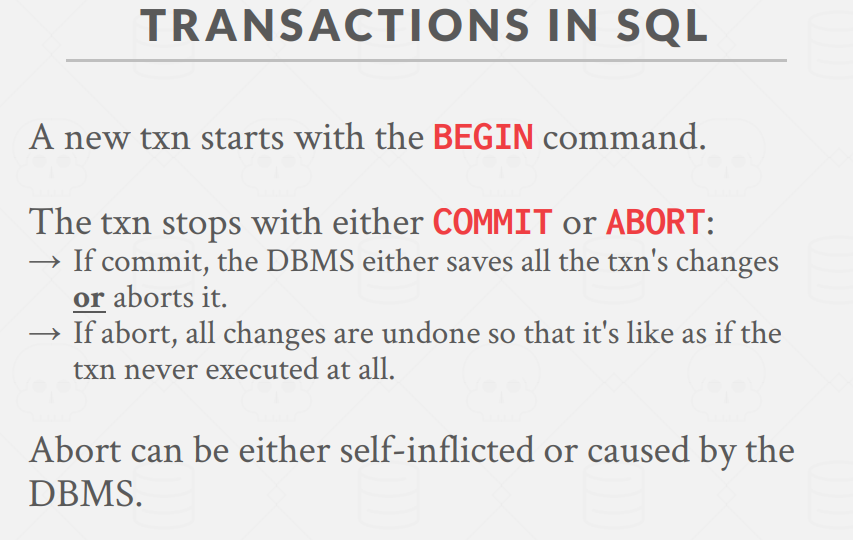 TRANSACTIONS IN SQL
A new txn starts with the BEGIN command.
The txn stops with either COMMIT or ABORT:
→ If commit, the DBMS either saves all the txn's changes
or aborts it.
→ If abort, all changes are undone so that it's like as if the
txn never executed at all.
Abort can be either self-inflicted or caused by the
DBMS.